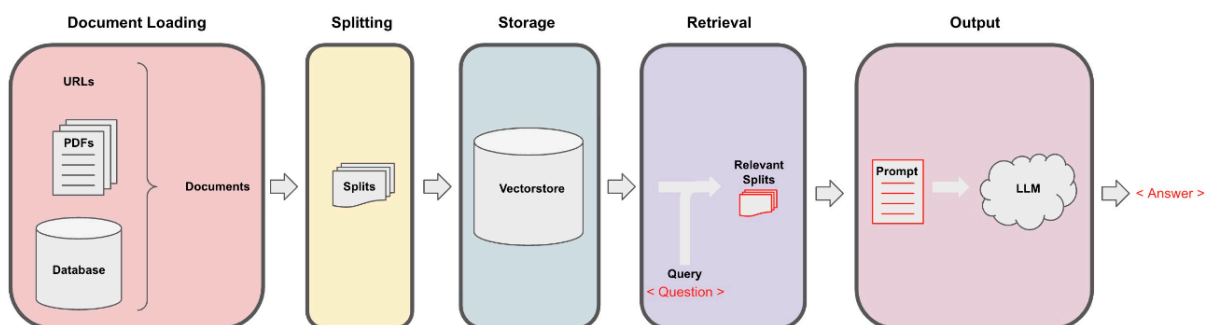 Document Loading
Splitting
Storage
Retrieval
Output
URLs
PDFs
Documents
Database
Splits
Vectorstore
Relevant
Splits
Query
< Question >
Prompt
LLM
< Answer >